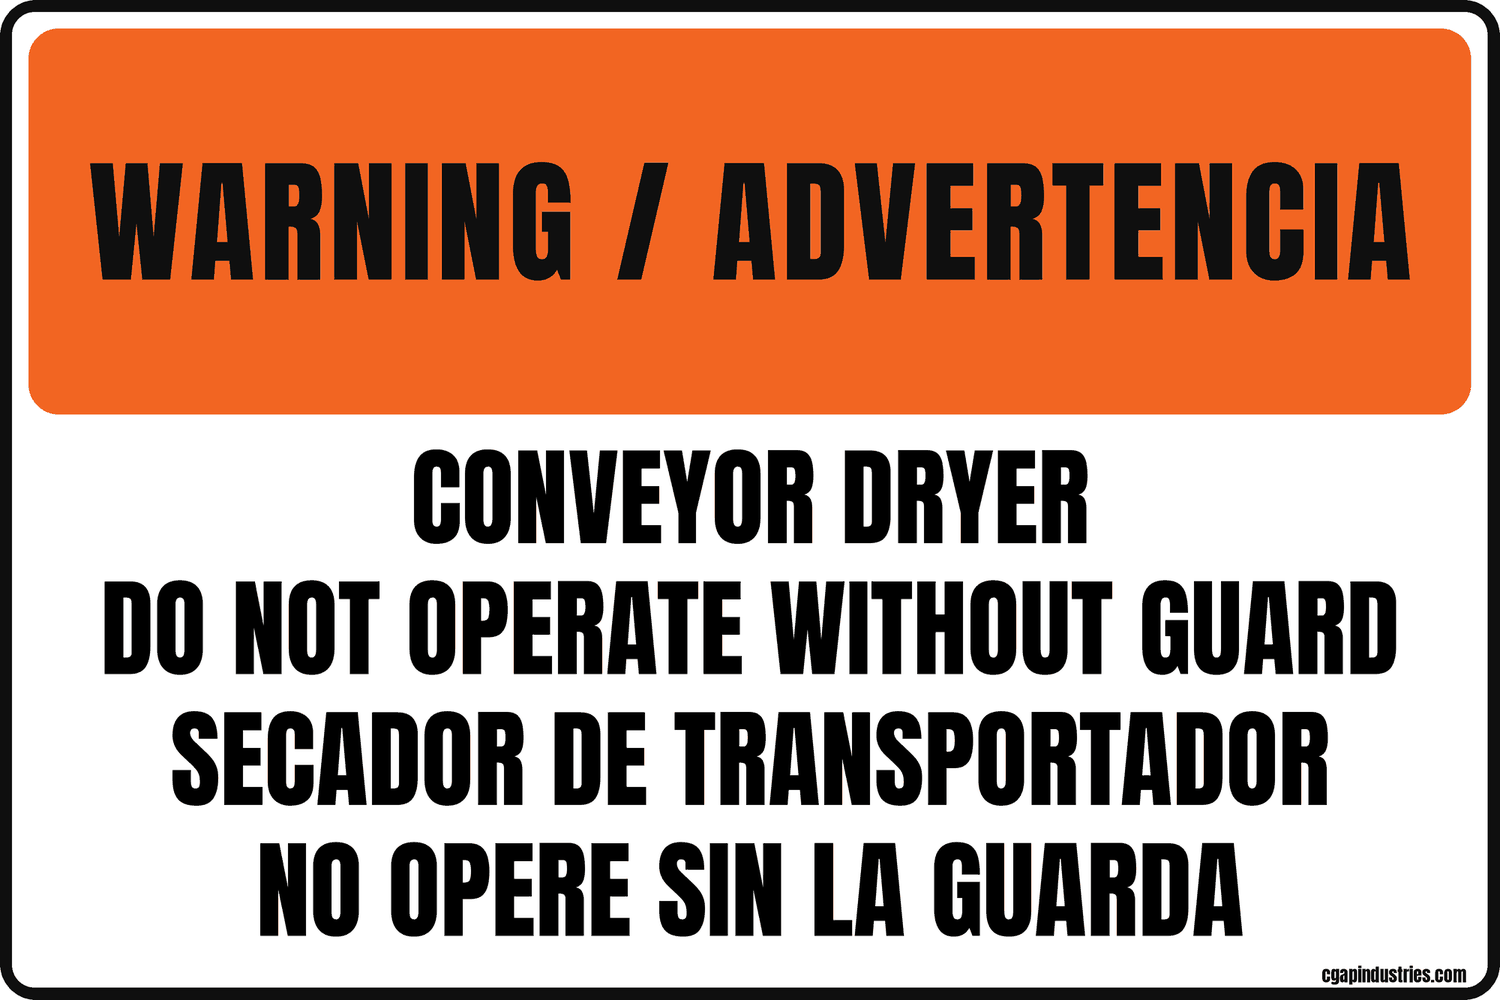 WARNING / ADVERTENCIA
CONVEYOR DRYER
DO NOT OPERATE WITHOUT GUARD
SECADOR DE TRANSPORTADOR
NO OPERE SIN LA GUARDA
cgapindustries.com